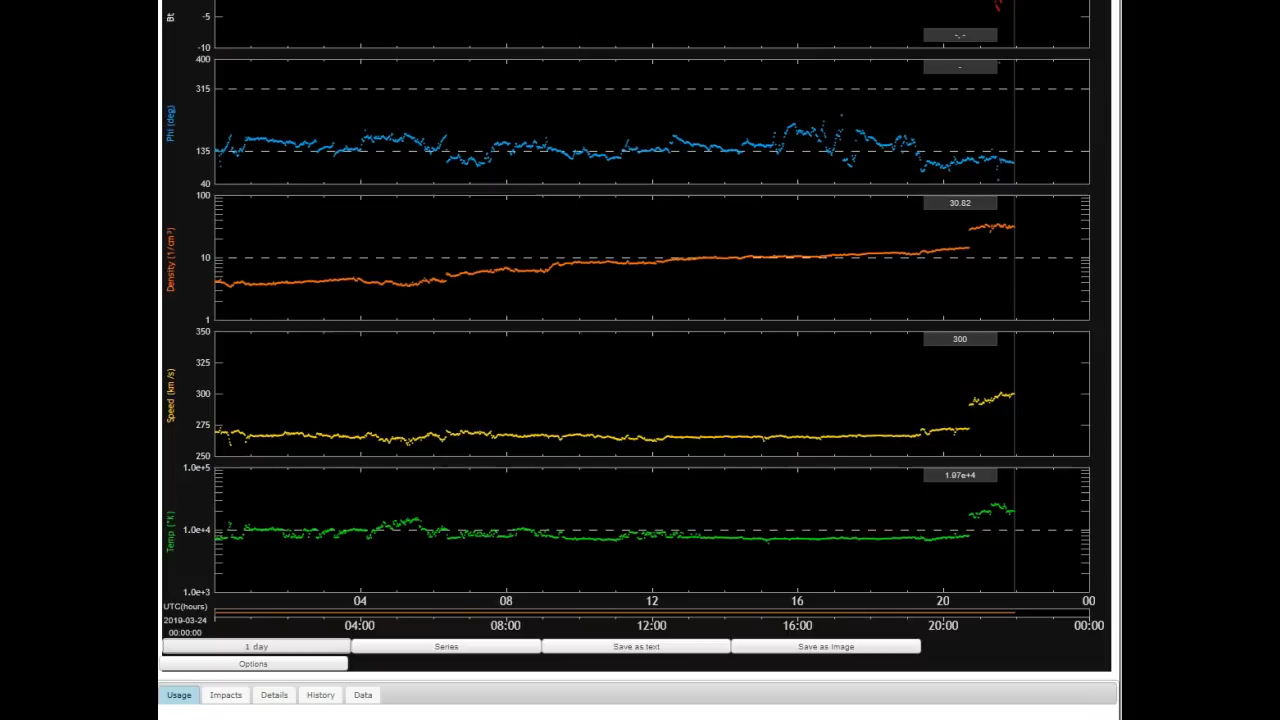 Bt
-5
-10
-.-
400
315
Phi (deg)
135
40
-
100
10
Density (1/cm³)
1
30.82
350
325
300
Speed (km/s)
275
250
300
1.0e+5
1.0e+4
Temp (°K)
1.0e+3
1.97e+4
04 08 12 16 20 00
UTC(hours)
2019-03-24
00:00:00
04:00 08:00 12:00 16:00 20:00 00:00
1 day Series Save as text Save as Image
Options
Usage Impacts Details History Data